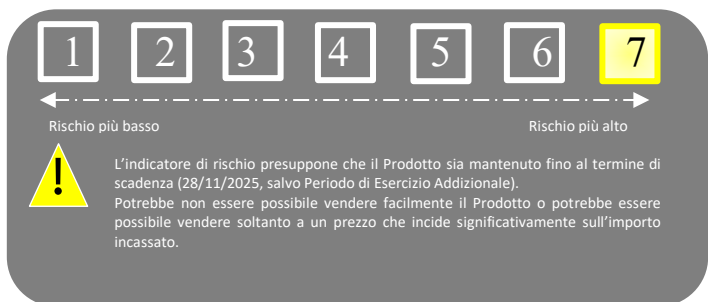 1 2 3 4 5 6 7
Rischio più basso Rischio più alto
!
L’indicatore di rischio presuppone che il Prodotto sia mantenuto fino al termine di
scadenza (28/11/2025, salvo Periodo di Esercizio Addizionale).
Potrebbe non essere possibile vendere facilmente il Prodotto o potrebbe essere
possibile vendere soltanto a un prezzo che incide significativamente sull’importo
incassato.